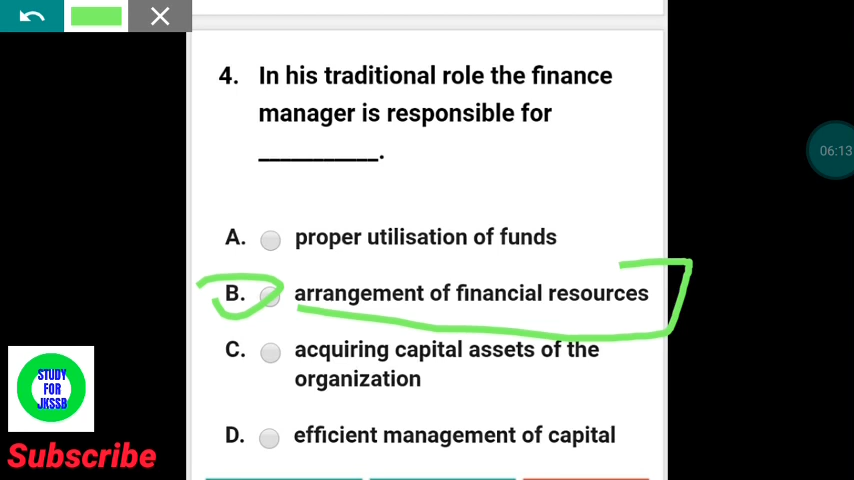 4. In his traditional role the finance
manager is responsible for
___________.
06:13
A. proper utilisation of funds
B. arrangement of financial resources
C. acquiring capital assets of the
organization
D. efficient management of capital
STUDY
FOR
JKSSB
Subscribe